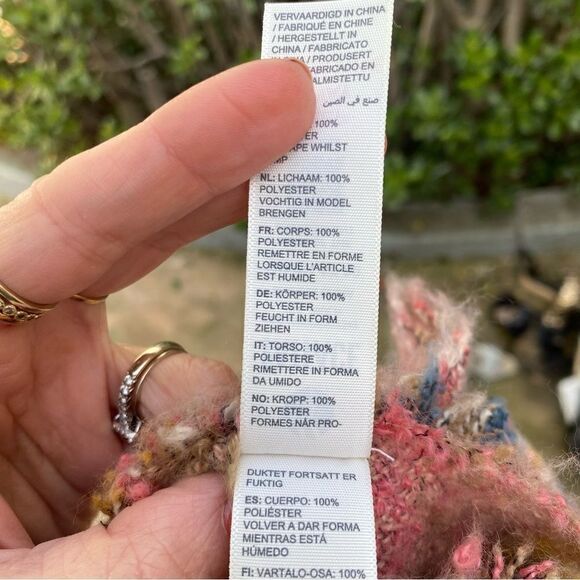 VERVAARDIGD IN CHINA
/ FABRIQUÉ EN CHINE
/ HERGESTELLT IN
CHINA / FABBRICATO
/ PRODUSERT
FABRICADO EN
ALMISTETTU
صنع في الصين
100%
WHILST
NL: LICHAAM: 100%
POLYESTER
VOCHTIG IN MODEL
BRENGEN
FR: CORPS: 100%
POLYESTER
REMETTRE EN FORME
LORSQUE L'ARTICLE
EST HUMIDE
DE: KÖRPER: 100%
POLYESTER
FEUCHT IN FORM
ZIEHEN
IT: TORSO: 100%
POLIESTERE
RIMETTERE IN FORMA
DA UMIDO
NO: KROPP: 100%
POLYESTER
FORMES NÅR PRO-
DUKTET FORTSATT ER
FUKTIG
ES: CUERPO: 100%
POLIÉSTER
VOLVER A DAR FORMA
MIENTRAS ESTÁ
HÚMEDO
FI: VARTALO-OSA: 100%